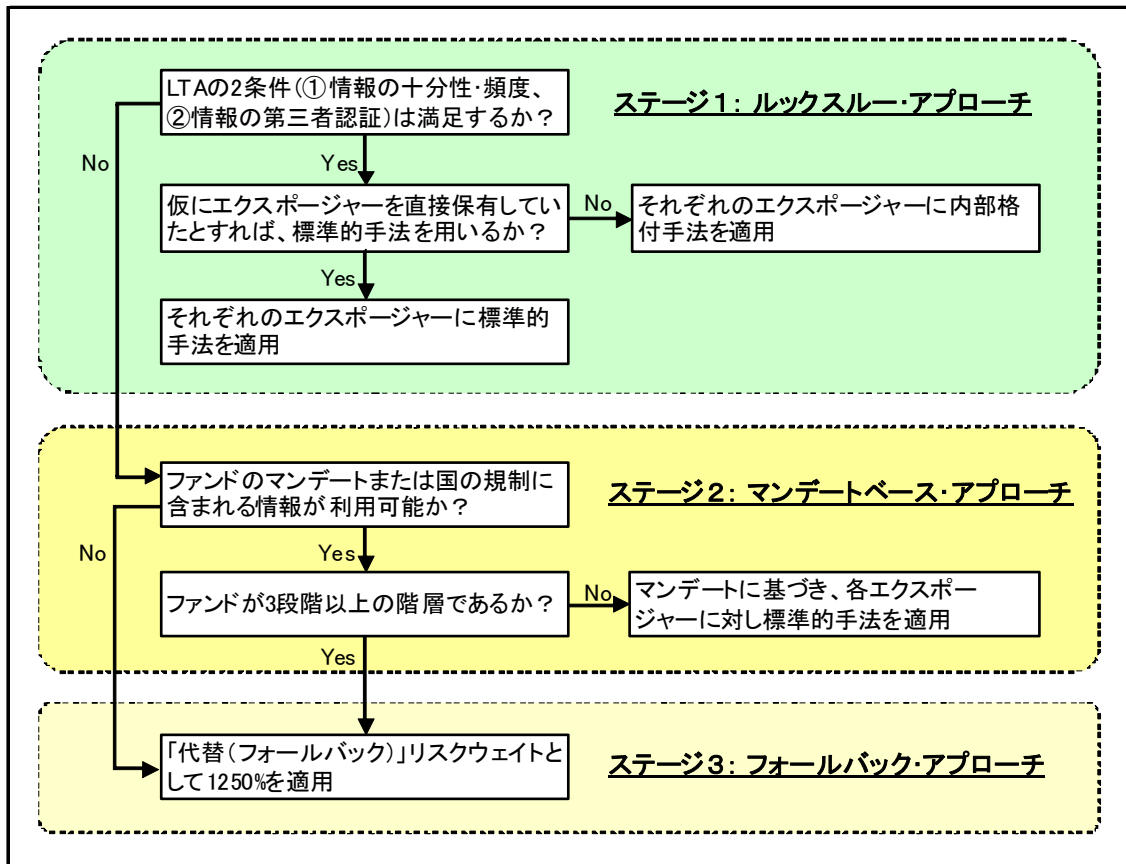 LTAの2条件(①情報の十分性・頻度、
②情報の第三者認証)は満足するか?
ステージ1: ルックスルー・アプローチ
No
Yes
仮にエクスポージャーを直接保有してい
たとすれば、標準的手法を用いるか?
No
それぞれのエクスポージャーに内部格
付手法を適用
Yes
それぞれのエクスポージャーに標準的
手法を適用
ファンドのマンデートまたは国の規制に
含まれる情報が利用可能か?
ステージ2: マンデートベース・アプローチ
No
Yes
ファンドが3段階以上の階層であるか?
No
マンデートに基づき、各エクスポー
ジャーに対し標準的手法を適用
Yes
「代替(フォールバック)」リスクウェイトと
して1250%を適用
ステージ3: フォールバック・アプローチ